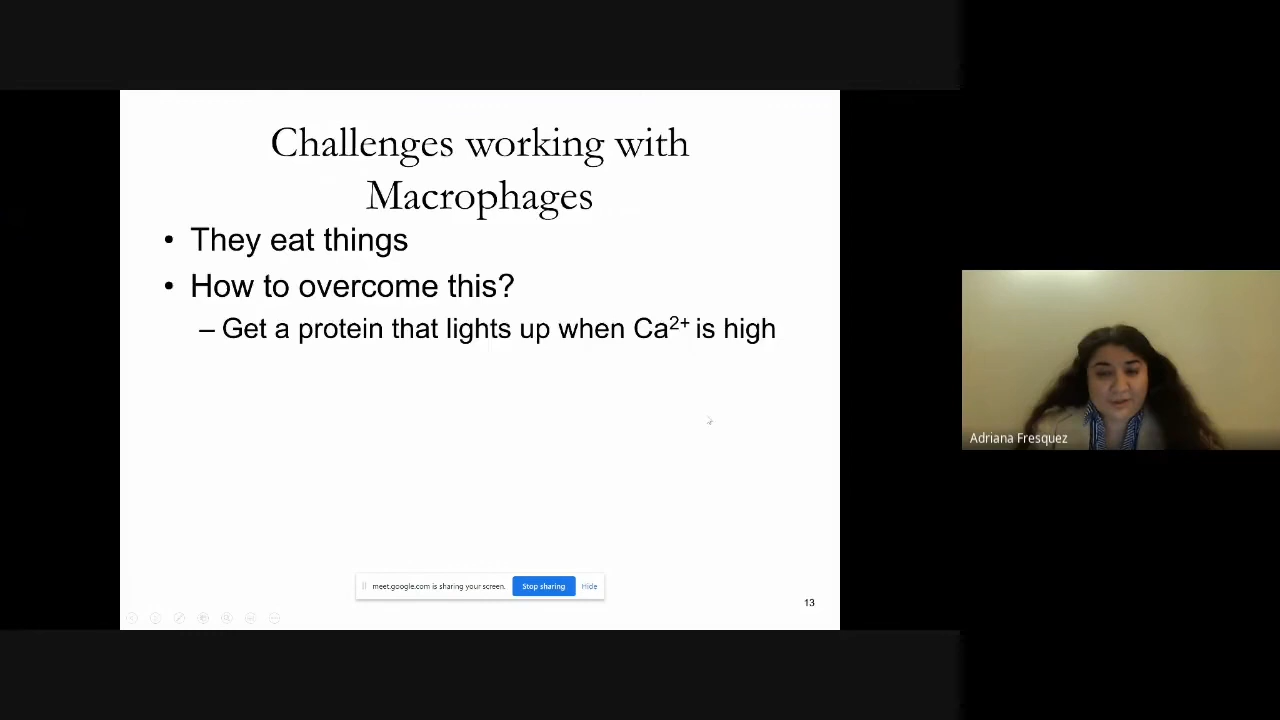 Challenges working with
Macrophages
• They eat things
• How to overcome this?
– Get a protein that lights up when Ca²⁺ is high
meet.google.com is sharing your screen. Stop sharing Hide
13
Adriana Fresquez